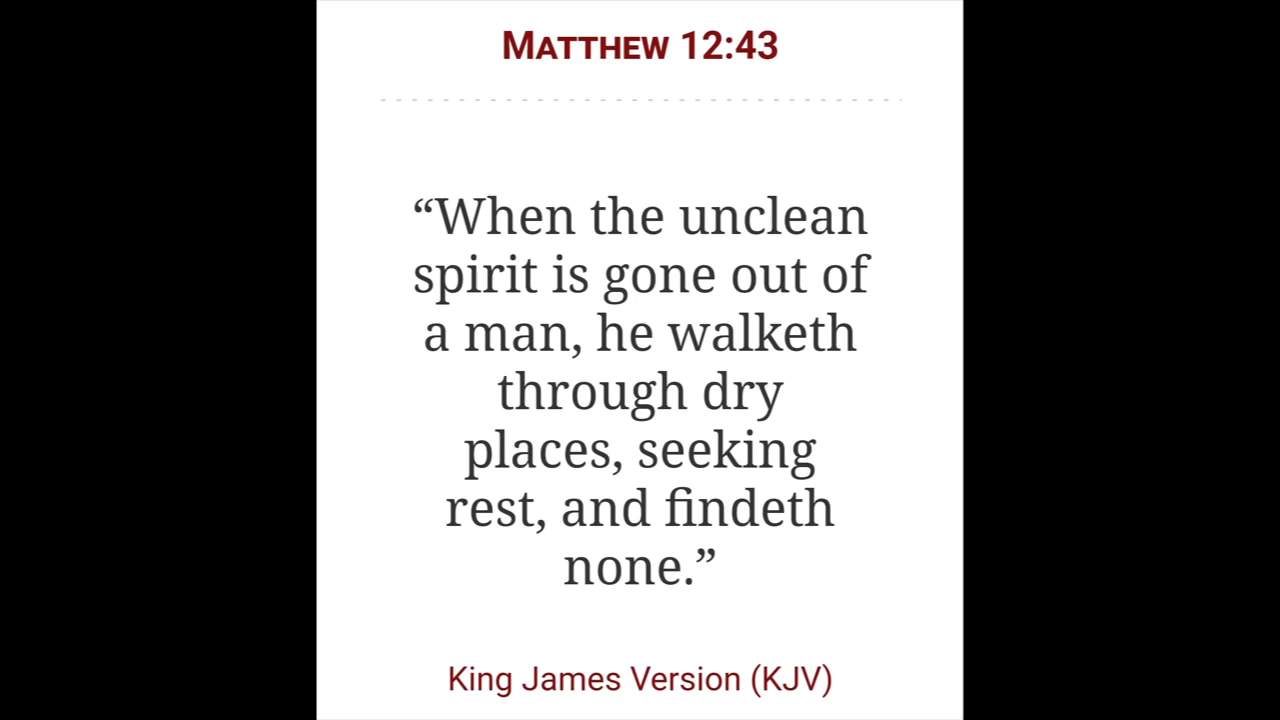 MATTHEW 12:43
“When the unclean
spirit is gone out of
a man, he walketh
through dry
places, seeking
rest, and findeth
none.”
King James Version (KJV)